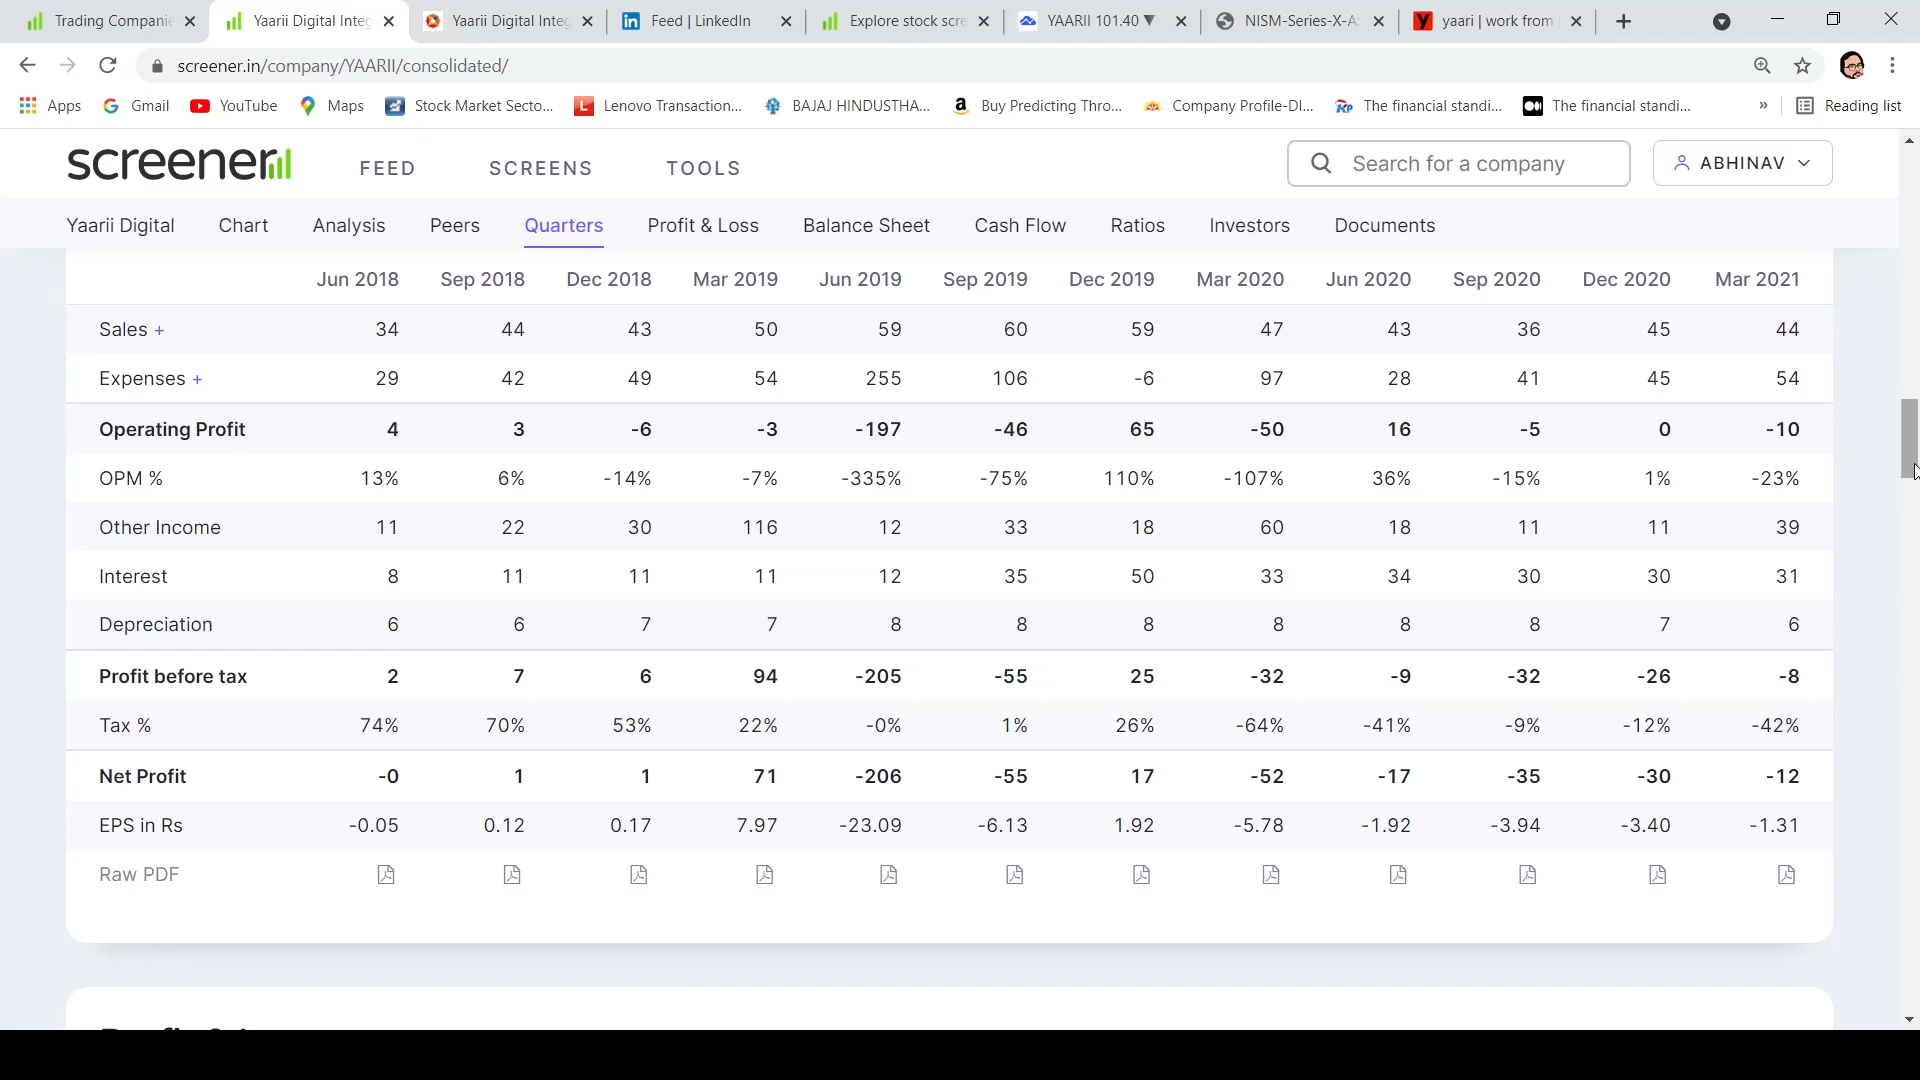 Trading Companie
Yaarii Digital Integ
Yaarii Digital Integ
Feed | LinkedIn
Explore stock scre
YAARII 101.40 ▼
NISM-Series-X-A
yaari | work from
screener.in/company/YAARII/consolidated/
Apps Gmail YouTube Maps Stock Market Secto... Lenovo Transaction... BAJAJ HINDUSTHA... Buy Predicting Thro... Company Profile-DI... The financial standi... The financial standi... » Reading list
screener FEED SCREENS TOOLS Search for a company ABHINAV
Yaarii Digital Chart Analysis Peers Quarters Profit & Loss Balance Sheet Cash Flow Ratios Investors Documents
Jun 2018 Sep 2018 Dec 2018 Mar 2019 Jun 2019 Sep 2019 Dec 2019 Mar 2020 Jun 2020 Sep 2020 Dec 2020 Mar 2021
Sales + 34 44 43 50 59 60 59 47 43 36 45 44
Expenses + 29 42 49 54 255 106 -6 97 28 41 45 54
Operating Profit 4 3 -6 -3 -197 -46 65 -50 16 -5 0 -10
OPM % 13% 6% -14% -7% -335% -75% 110% -107% 36% -15% 1% -23%
Other Income 11 22 30 116 12 33 18 60 18 11 11 39
Interest 8 11 11 11 12 35 50 33 34 30 30 31
Depreciation 6 6 7 7 8 8 8 8 8 8 7 6
Profit before tax 2 7 6 94 -205 -55 25 -32 -9 -32 -26 -8
Tax % 74% 70% 53% 22% -0% 1% 26% -64% -41% -9% -12% -42%
Net Profit -0 1 1 71 -206 -55 17 -52 -17 -35 -30 -12
EPS in Rs -0.05 0.12 0.17 7.97 -23.09 -6.13 1.92 -5.78 -1.92 -3.94 -3.40 -1.31
Raw PDF